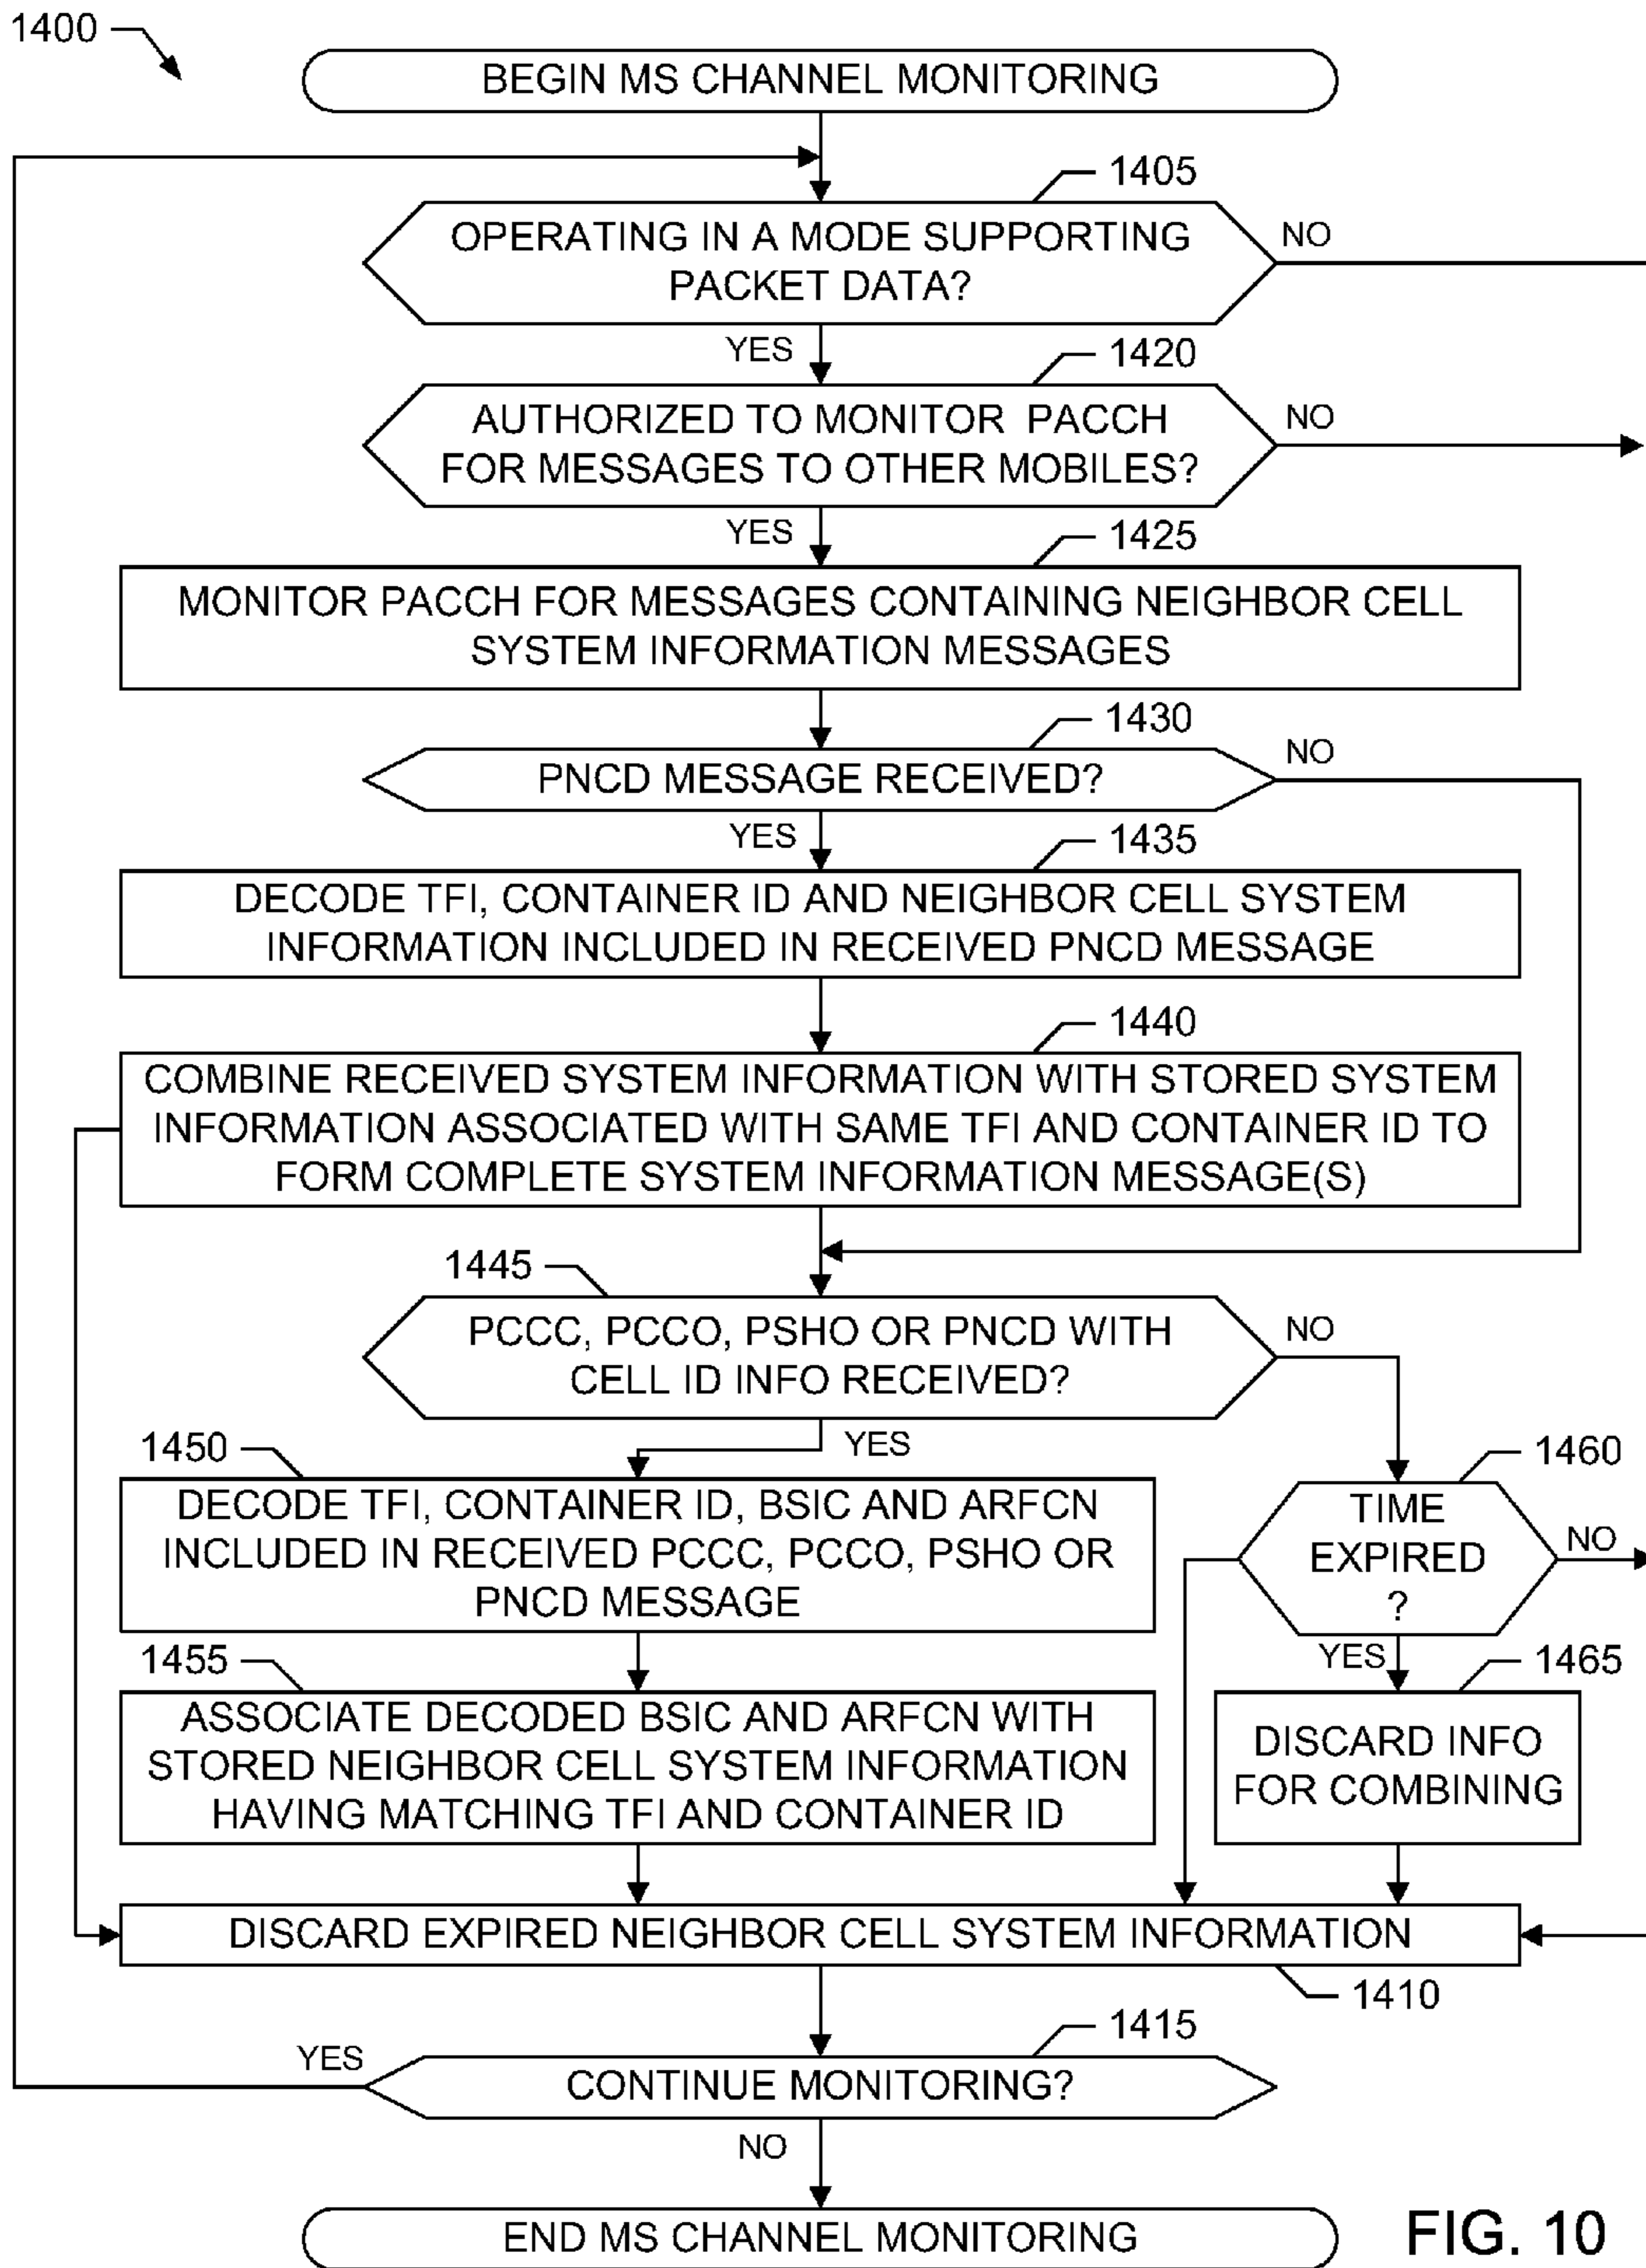 1400
BEGIN MS CHANNEL MONITORING
1405
OPERATING IN A MODE SUPPORTING
PACKET DATA?
NO
YES
1420
AUTHORIZED TO MONITOR PACCH
FOR MESSAGES TO OTHER MOBILES?
NO
YES
1425
MONITOR PACCH FOR MESSAGES CONTAINING NEIGHBOR CELL
SYSTEM INFORMATION MESSAGES
1430
PNCD MESSAGE RECEIVED?
NO
YES
1435
DECODE TFI, CONTAINER ID AND NEIGHBOR CELL SYSTEM
INFORMATION INCLUDED IN RECEIVED PNCD MESSAGE
1440
COMBINE RECEIVED SYSTEM INFORMATION WITH STORED SYSTEM
INFORMATION ASSOCIATED WITH SAME TFI AND CONTAINER ID TO
FORM COMPLETE SYSTEM INFORMATION MESSAGE(S)
1445
PCCC, PCCO, PSHO OR PNCD WITH
CELL ID INFO RECEIVED?
NO
YES
1450
DECODE TFI, CONTAINER ID, BSIC AND ARFCN
INCLUDED IN RECEIVED PCCC, PCCO, PSHO OR
PNCD MESSAGE
1460
TIME
EXPIRED
?
NO
YES
1455
ASSOCIATE DECODED BSIC AND ARFCN WITH
STORED NEIGHBOR CELL SYSTEM INFORMATION
HAVING MATCHING TFI AND CONTAINER ID
1465
DISCARD INFO
FOR COMBINING
DISCARD EXPIRED NEIGHBOR CELL SYSTEM INFORMATION
1410
1415
YES
CONTINUE MONITORING?
NO
END MS CHANNEL MONITORING
FIG. 10